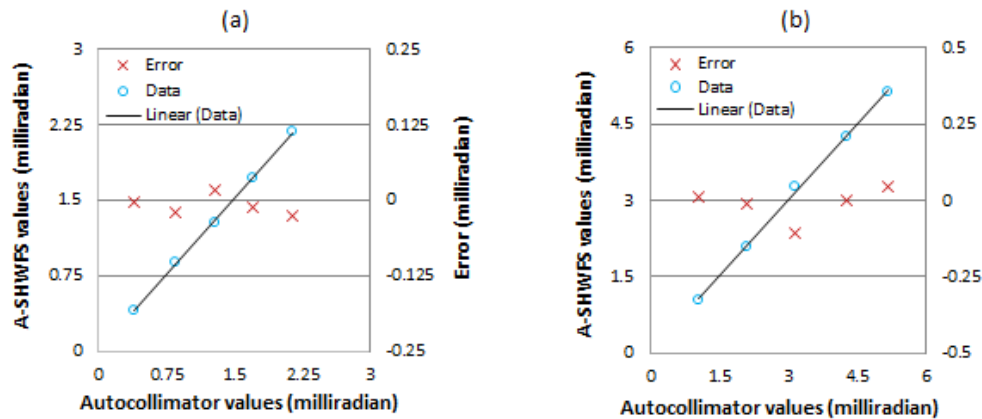 (a)
3
2.25
1.5
0.75
0
0.25
0.125
0
-0.125
-0.25
0
0.75
1.5
2.25
3
Error
Data
Linear (Data)
A-SHWFS values (milliradian)
Error (milliradian)
Autocollimator values (milliradian)
(b)
6
4.5
3
1.5
0
0.5
0.25
0
-0.25
-0.5
0
1.5
3
4.5
6
Error
Data
Linear (Data)
A-SHWFS values (milliradian)
Error (milliradian)
Autocollimator values (milliradian)